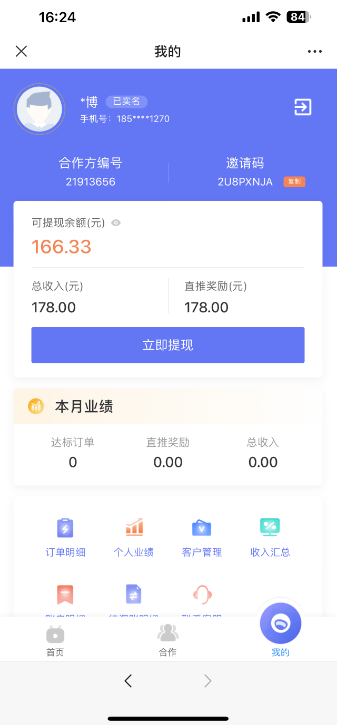 16:24
84
我的
*博 已实名
手机号：185****1270
合作方编号
21913656
邀请码
2U8PXNJA 复制
可提现余额(元)
166.33
总收入(元)
178.00
直推奖励(元)
178.00
立即提现
本月业绩
达标订单 直推奖励 总收入
0 0.00 0.00
订单明细 个人业绩 客户管理 收入汇总
首页 合作 我的